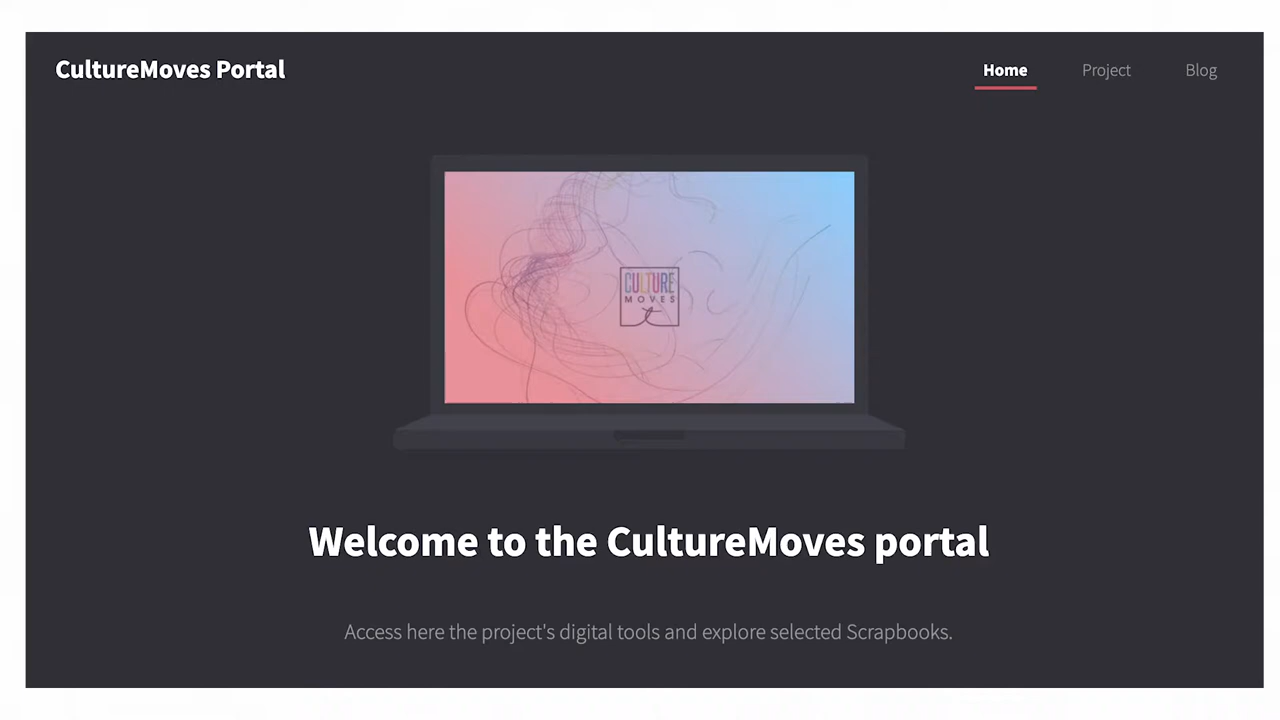 CultureMoves Portal
Home
Project
Blog
CULTURE
MOVES
Welcome to the CultureMoves portal
Access here the project's digital tools and explore selected Scrapbooks.